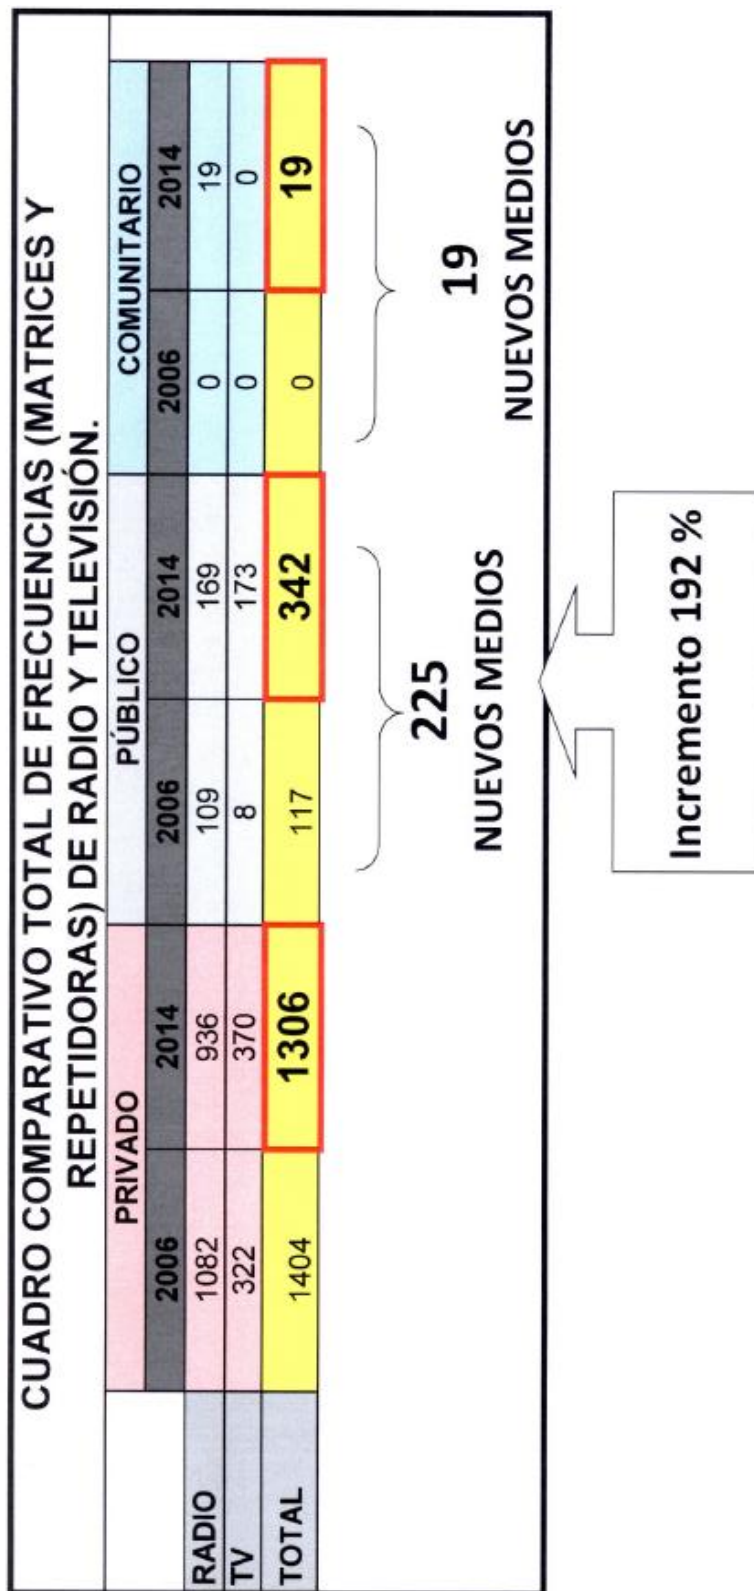 CUADRO COMPARATIVO TOTAL DE FRECUENCIAS (MATRICES Y
REPETIDORAS) DE RADIO Y TELEVISIÓN.
PRIVADO PÚBLICO COMUNITARIO
2006 2014 2006 2014 2006 2014
RADIO 1082 936 109 169 0 19
TV 322 370 8 173 0 0
TOTAL 1404 1306 117 342 0 19
225
NUEVOS MEDIOS
19
NUEVOS MEDIOS
Incremento 192 %